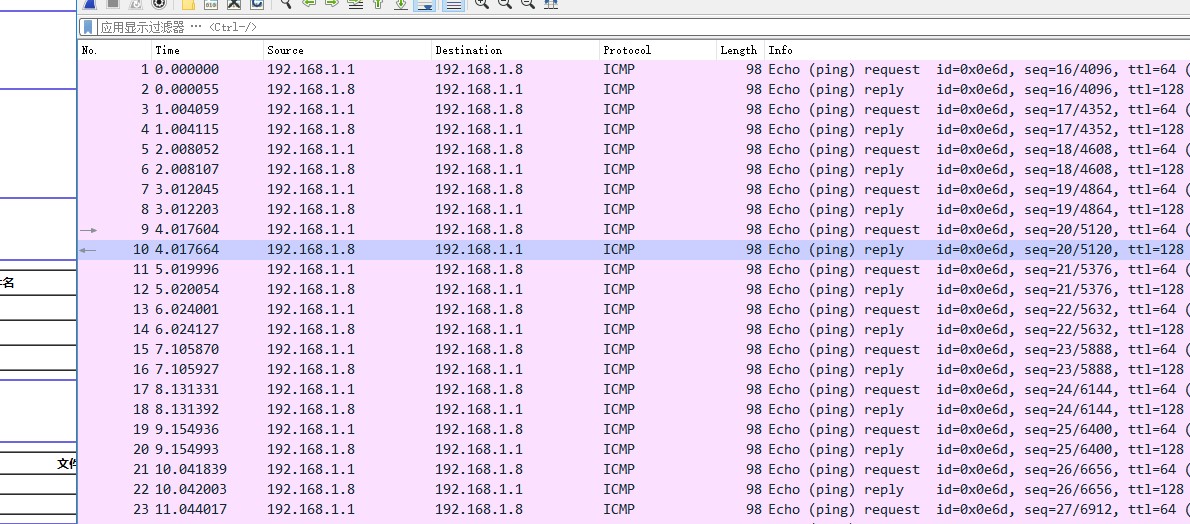 应用显示过滤器 … <Ctrl-/>
No. Time Source Destination Protocol Length Info
1 0.000000 192.168.1.1 192.168.1.8 ICMP 98 Echo (ping) request id=0x0e6d, seq=16/4096, ttl=64 (
2 0.000055 192.168.1.8 192.168.1.1 ICMP 98 Echo (ping) reply id=0x0e6d, seq=16/4096, ttl=128
3 1.004059 192.168.1.1 192.168.1.8 ICMP 98 Echo (ping) request id=0x0e6d, seq=17/4352, ttl=64 (
4 1.004115 192.168.1.8 192.168.1.1 ICMP 98 Echo (ping) reply id=0x0e6d, seq=17/4352, ttl=128
5 2.008052 192.168.1.1 192.168.1.8 ICMP 98 Echo (ping) request id=0x0e6d, seq=18/4608, ttl=64 (
6 2.008107 192.168.1.8 192.168.1.1 ICMP 98 Echo (ping) reply id=0x0e6d, seq=18/4608, ttl=128
7 3.012045 192.168.1.1 192.168.1.8 ICMP 98 Echo (ping) request id=0x0e6d, seq=19/4864, ttl=64 (
8 3.012203 192.168.1.8 192.168.1.1 ICMP 98 Echo (ping) reply id=0x0e6d, seq=19/4864, ttl=128
9 4.017604 192.168.1.1 192.168.1.8 ICMP 98 Echo (ping) request id=0x0e6d, seq=20/5120, ttl=64 (
10 4.017664 192.168.1.8 192.168.1.1 ICMP 98 Echo (ping) reply id=0x0e6d, seq=20/5120, ttl=128
11 5.019996 192.168.1.1 192.168.1.8 ICMP 98 Echo (ping) request id=0x0e6d, seq=21/5376, ttl=64 (
件名
12 5.020054 192.168.1.8 192.168.1.1 ICMP 98 Echo (ping) reply id=0x0e6d, seq=21/5376, ttl=128
13 6.024001 192.168.1.1 192.168.1.8 ICMP 98 Echo (ping) request id=0x0e6d, seq=22/5632, ttl=64 (
14 6.024127 192.168.1.8 192.168.1.1 ICMP 98 Echo (ping) reply id=0x0e6d, seq=22/5632, ttl=128
15 7.105870 192.168.1.1 192.168.1.8 ICMP 98 Echo (ping) request id=0x0e6d, seq=23/5888, ttl=64 (
16 7.105927 192.168.1.8 192.168.1.1 ICMP 98 Echo (ping) reply id=0x0e6d, seq=23/5888, ttl=128
17 8.131331 192.168.1.1 192.168.1.8 ICMP 98 Echo (ping) request id=0x0e6d, seq=24/6144, ttl=64 (
18 8.131392 192.168.1.8 192.168.1.1 ICMP 98 Echo (ping) reply id=0x0e6d, seq=24/6144, ttl=128
19 9.154936 192.168.1.1 192.168.1.8 ICMP 98 Echo (ping) request id=0x0e6d, seq=25/6400, ttl=64 (
20 9.154993 192.168.1.8 192.168.1.1 ICMP 98 Echo (ping) reply id=0x0e6d, seq=25/6400, ttl=128
文件
21 10.041839 192.168.1.1 192.168.1.8 ICMP 98 Echo (ping) request id=0x0e6d, seq=26/6656, ttl=64 (
22 10.042003 192.168.1.8 192.168.1.1 ICMP 98 Echo (ping) reply id=0x0e6d, seq=26/6656, ttl=128
23 11.044017 192.168.1.1 192.168.1.8 ICMP 98 Echo (ping) request id=0x0e6d, seq=27/6912, ttl=64 (